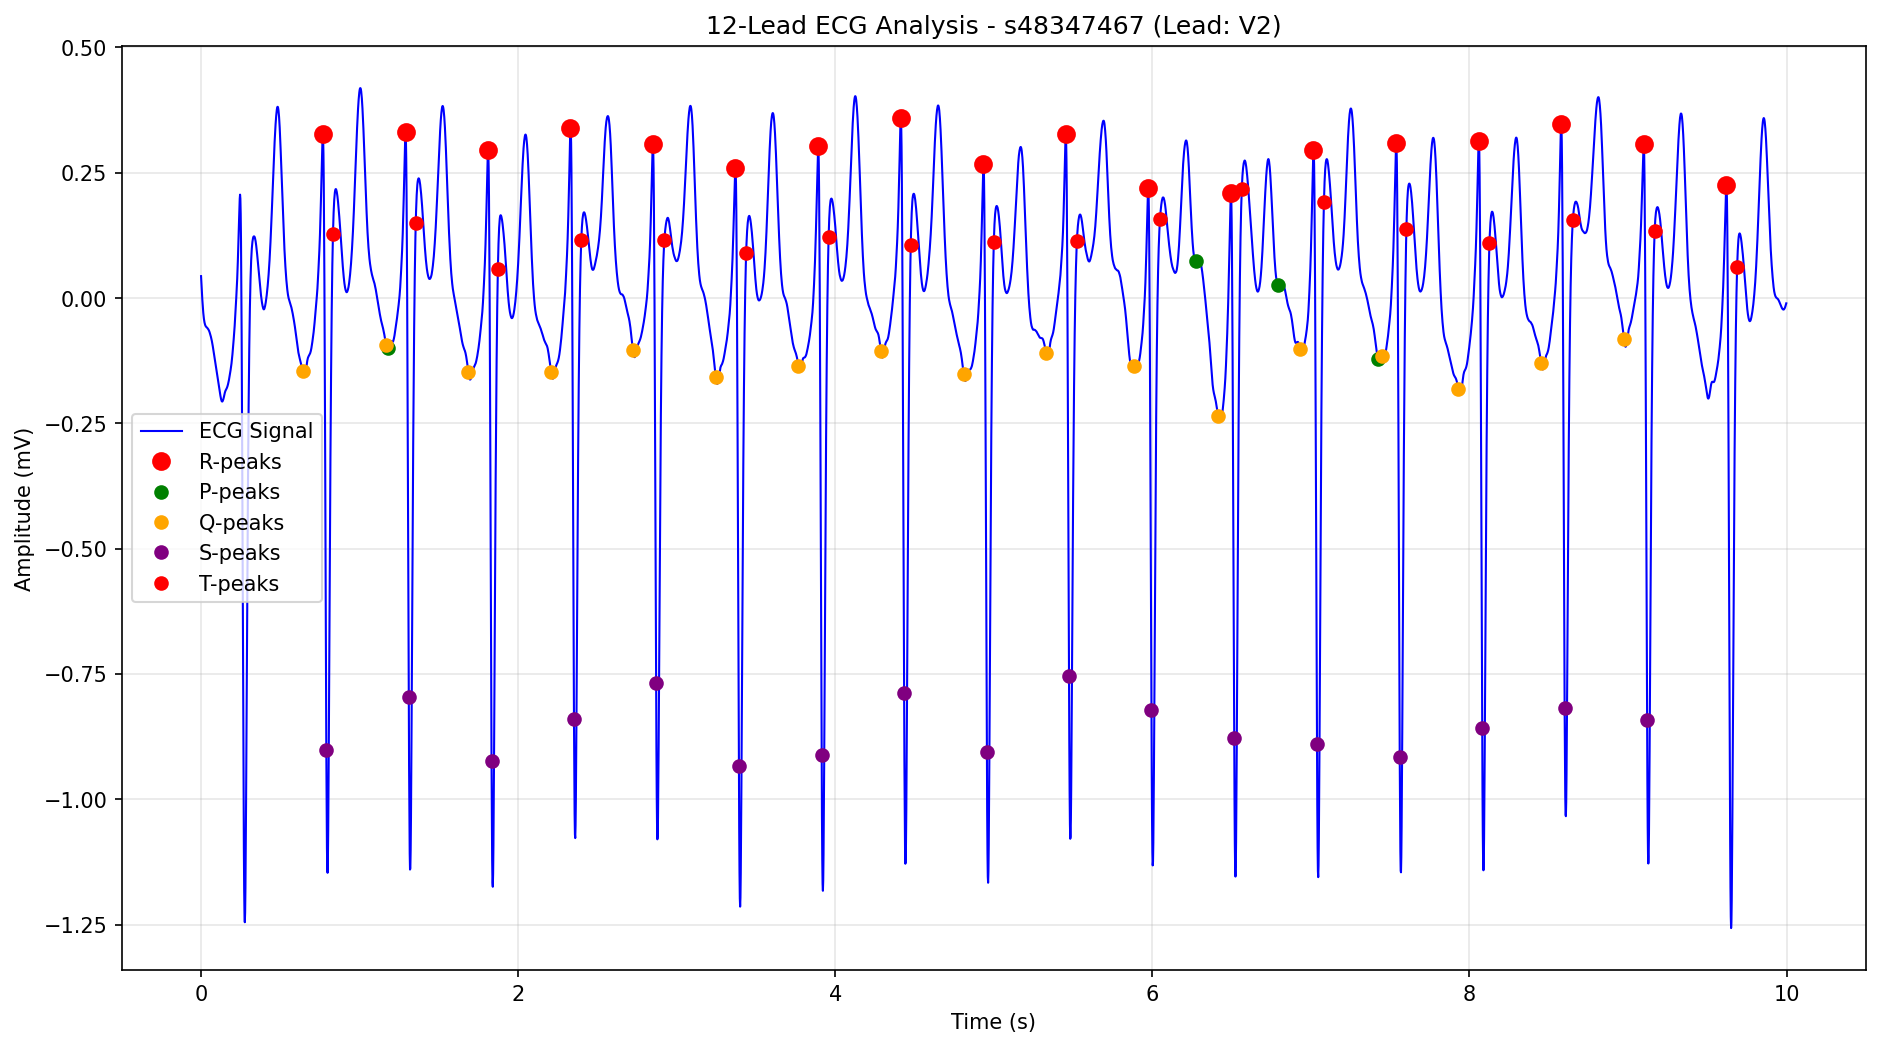 12-Lead ECG Analysis - s48347467 (Lead: V2)
0.50
0.25
0.00
−0.25
−0.50
−0.75
−1.00
−1.25
Amplitude (mV)
ECG Signal
R-peaks
P-peaks
Q-peaks
S-peaks
T-peaks
0 2 4 6 8 10
Time (s)